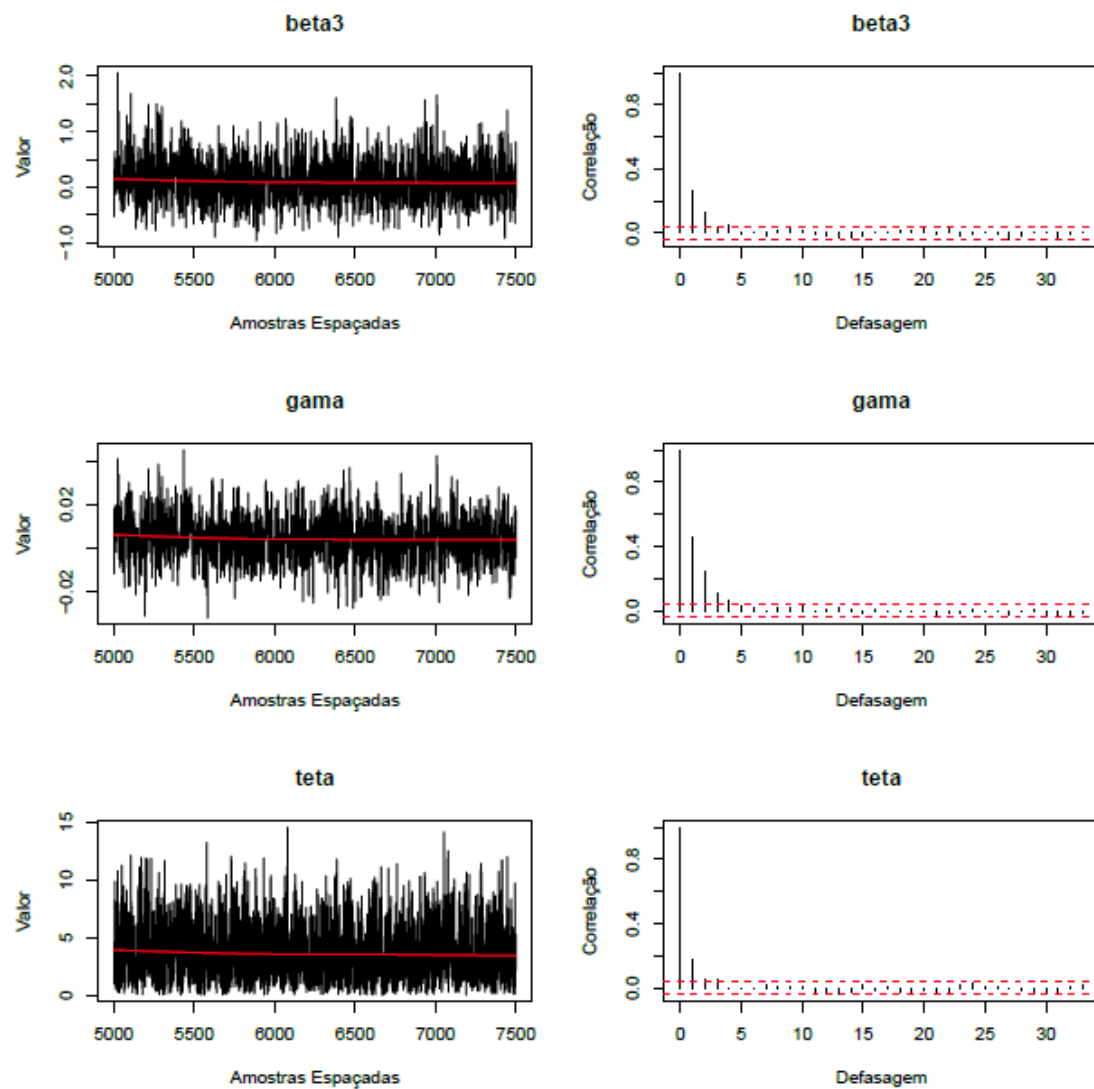 beta3
Valor
2.0
1.0
0.0
−1.0
5000 5500 6000 6500 7000 7500
Amostras Espaçadas
beta3
Correlação
0.8
0.4
0.0
0 5 10 15 20 25 30
Defasagem
gama
Valor
0.02
−0.02
5000 5500 6000 6500 7000 7500
Amostras Espaçadas
gama
Correlação
0.8
0.4
0.0
0 5 10 15 20 25 30
Defasagem
teta
Valor
15
10
5
0
5000 5500 6000 6500 7000 7500
Amostras Espaçadas
teta
Correlação
0.8
0.4
0.0
0 5 10 15 20 25 30
Defasagem